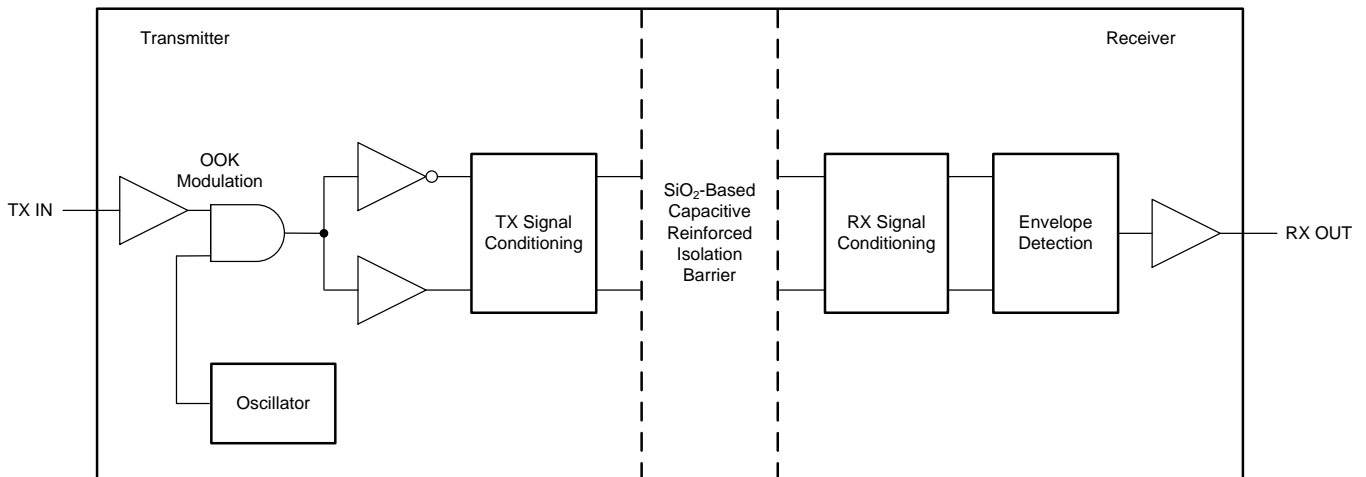 Transmitter
Receiver
OOK
Modulation
TX IN
TX Signal
Conditioning
SiO₂-Based
Capacitive
Reinforced
Isolation
Barrier
RX Signal
Conditioning
Envelope
Detection
RX OUT
Oscillator